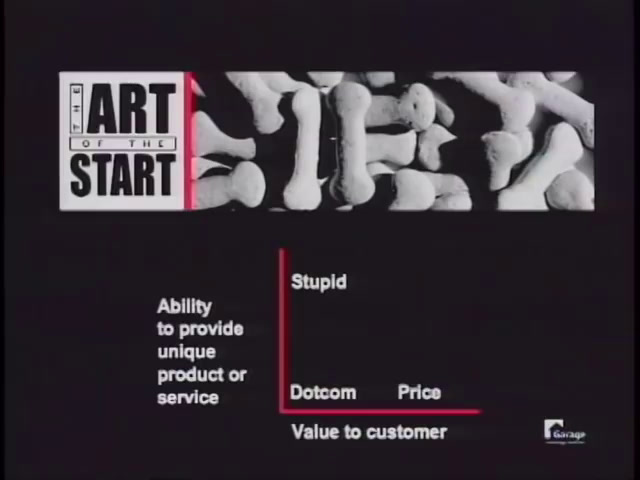 THE
ART
OF THE
START
Stupid
Ability
to provide
unique
product or
service
Dotcom Price
Value to customer
Garage